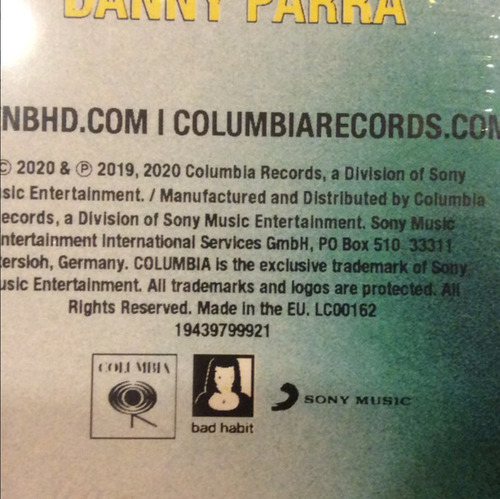 DANNY PARRA
NBHD.COM | COLUMBIARECORDS.COM
© 2020 & ℗ 2019, 2020 Columbia Records, a Division of Sony
sic Entertainment. / Manufactured and Distributed by Columbia
ecords, a Division of Sony Music Entertainment. Sony Music
ntertainment International Services GmbH, PO Box 510 33311
ersloh, Germany. COLUMBIA is the exclusive trademark of Sony
usic Entertainment. All trademarks and logos are protected. All
Rights Reserved. Made in the EU. LC00162
19439799921
COLUMBIA
bad habit
SONY MUSIC